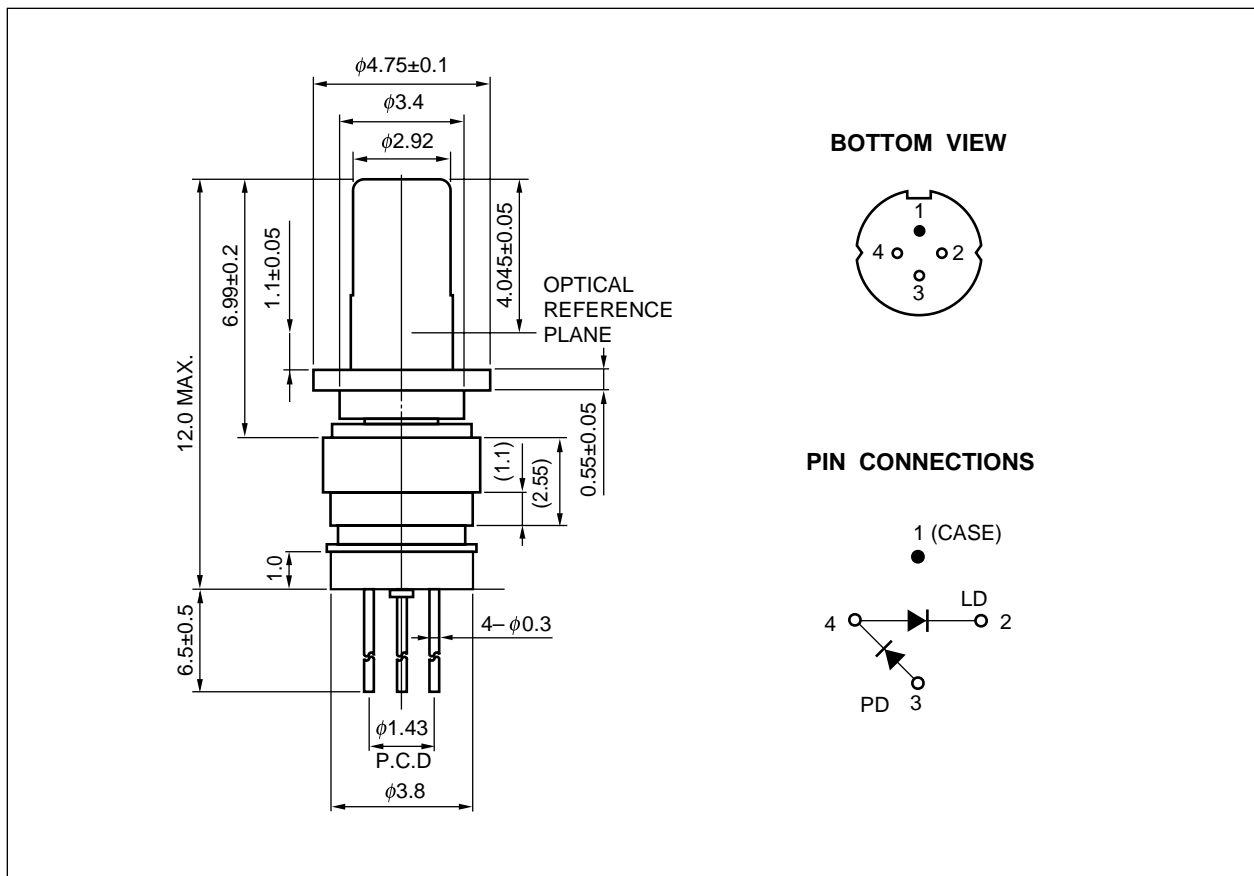 ϕ4.75±0.1
ϕ3.4
ϕ2.92
12.0 MAX.
6.99±0.2
1.1±0.05
4.045±0.05
OPTICAL
REFERENCE
PLANE
(1.1)
(2.55)
0.55±0.05
1.0
6.5±0.5
4–ϕ0.3
ϕ1.43
P.C.D
ϕ3.8
BOTTOM VIEW
1
4
2
3
PIN CONNECTIONS
1 (CASE)
LD
4
2
PD
3